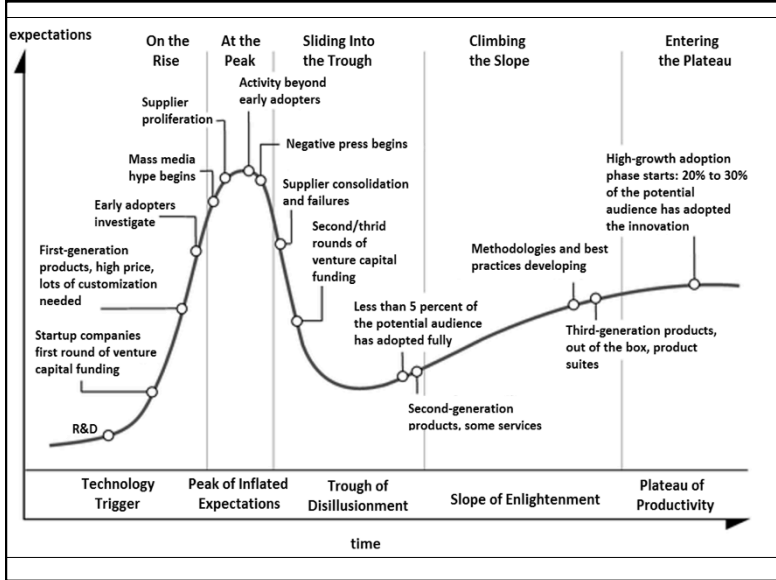 expectations
On the
Rise
At the
Peak
Sliding Into
the Trough
Climbing
the Slope
Entering
the Plateau
Activity beyond
early adopters
Supplier
proliferation
Negative press begins
Mass media
hype begins
Supplier consolidation
and failures
Early adopters
investigate
Second/thrid
rounds of
venture capital
funding
First-generation
products, high price,
lots of customization
needed
Startup companies
first round of venture
capital funding
R&D
Less than 5 percent of
the potential audience
has adopted fully
Second-generation
products, some services
Methodologies and best
practices developing
Third-generation products,
out of the box, product
suites
High-growth adoption
phase starts: 20% to 30%
of the potential
audience has adopted
the innovation
Technology
Trigger
Peak of Inflated
Expectations
Trough of
Disillusionment
Slope of Enlightenment
Plateau of
Productivity
time